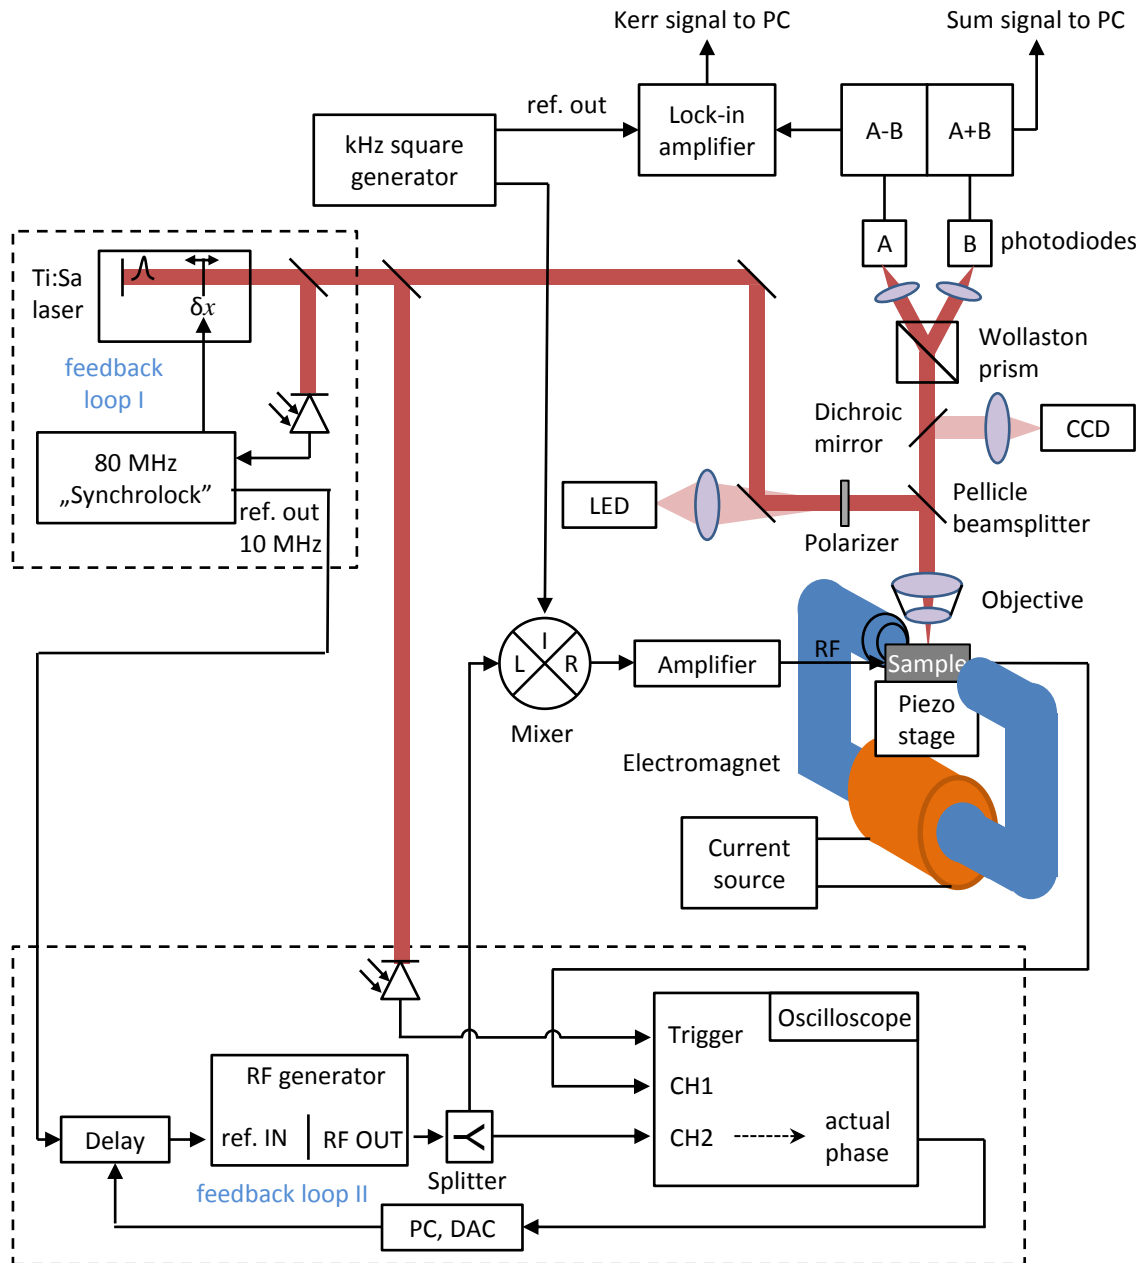 Kerr signal to PC
Sum signal to PC
ref. out
kHz square
generator
Lock-in
amplifier
A-B
A+B
A
B
photodiodes
Ti:Sa
laser
δx
feedback
loop I
Wollaston
prism
Dichroic
mirror
CCD
80 MHz
„Synchrolock”
ref. out
10 MHz
LED
Polarizer
Pellicle
beamsplitter
Objective
I
L
R
Mixer
Amplifier
RF
Sample
Piezo
stage
Electromagnet
Current
source
Oscilloscope
Trigger
CH1
CH2
actual
phase
RF generator
ref. IN
RF OUT
Delay
Splitter
feedback loop II
PC, DAC